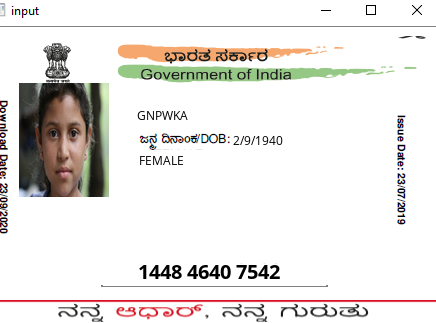 input
ಭಾರತ ಸರ್ಕಾರ
Government of India
GNPWKA
ಜನ್ಮ ದಿನಾಂಕ/DOB: 2/9/1940
FEMALE
Download Date: 23/09/2020
Issue Date: 23/07/2019
1448 4640 7542
ನನ್ನ ಆಧಾರ್, ನನ್ನ ಗುರುತು